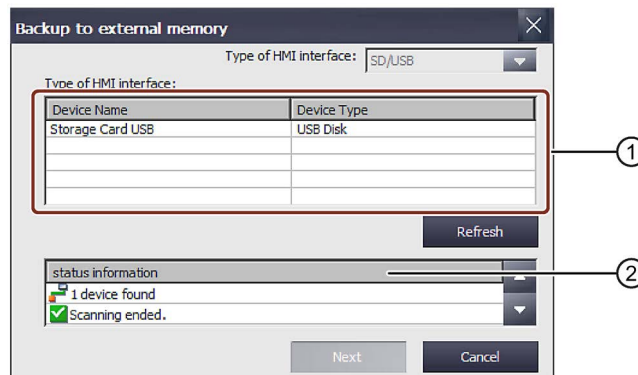 Backup to external memory
Type of HMI interface: SD/USB
Type of HMI interface:
Device Name Device Type
Storage Card USB USB Disk
1
Refresh
status information
2
1 device found
Scanning ended.
Next Cancel